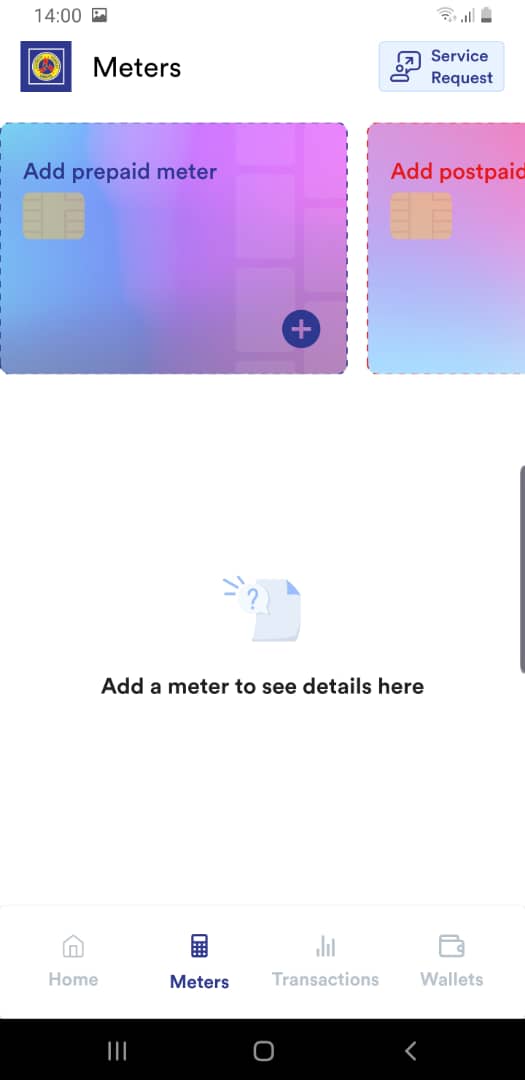 14:00
Meters
Service
Request
Add prepaid meter
Add postpaid
?
Add a meter to see details here
Home
Meters
Transactions
Wallets